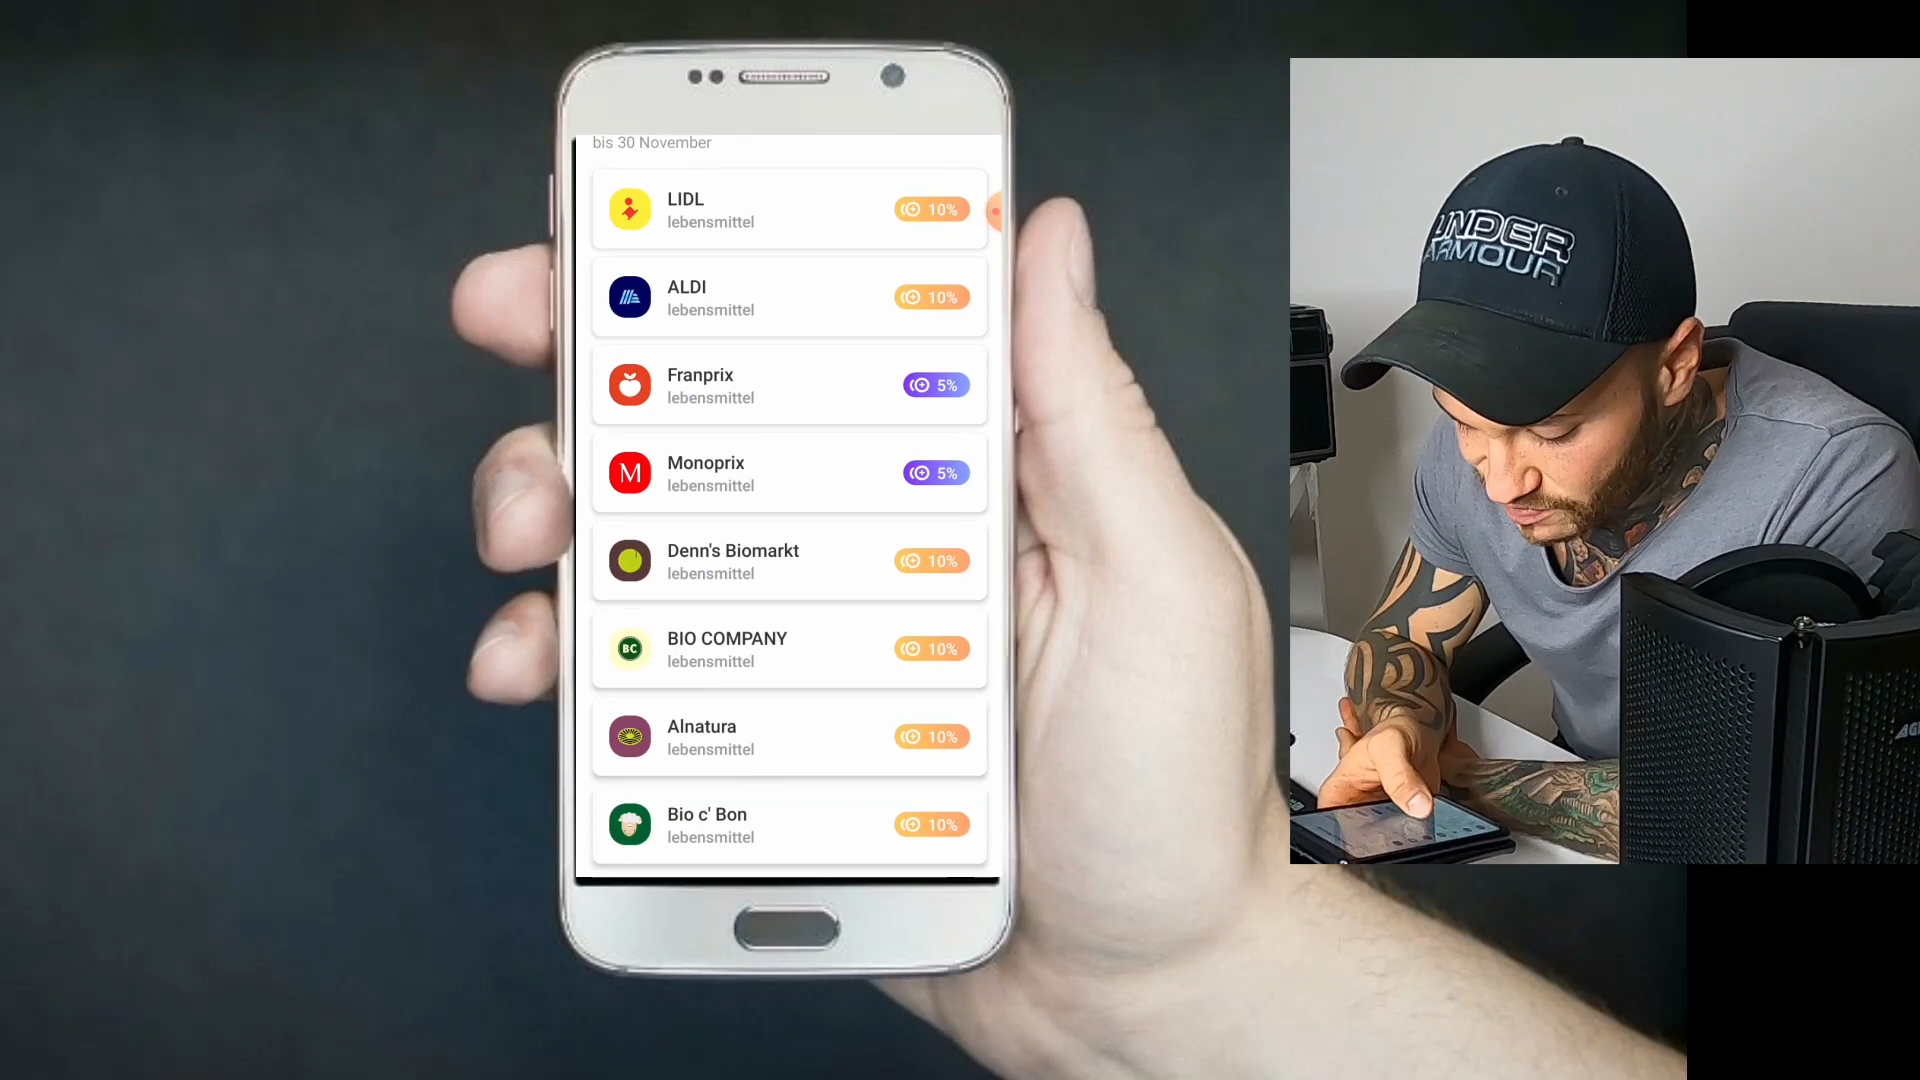 bis 30 November
LIDL
lebensmittel
10%
ALDI
lebensmittel
10%
Franprix
lebensmittel
5%
M
Monoprix
lebensmittel
5%
Denn's Biomarkt
lebensmittel
10%
BC
BIO COMPANY
lebensmittel
10%
Alnatura
lebensmittel
10%
Bio c' Bon
lebensmittel
10%
UNDER
ARMOUR